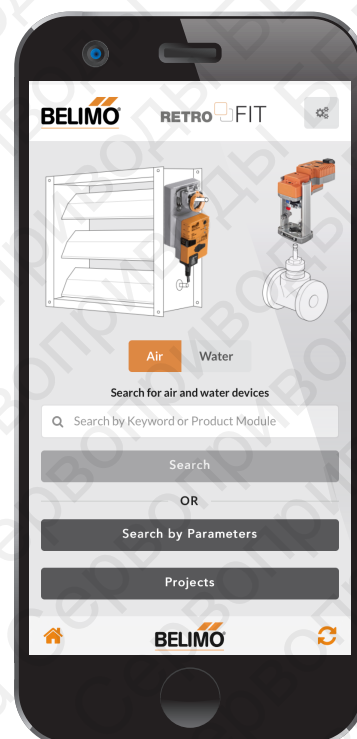 BELIMO RETRO FIT
Air Water
Search for air and water devices
Search by Keyword or Product Module
Search
OR
Search by Parameters
Projects
BELIMO